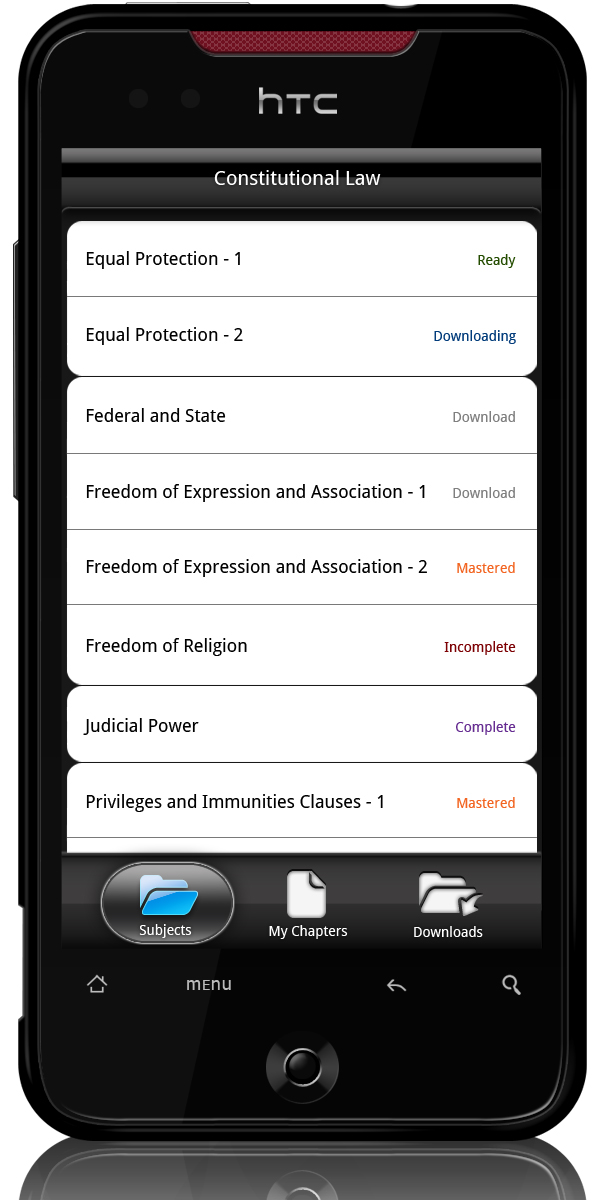 hTC
Constitutional Law
Equal Protection - 1 Ready
Equal Protection - 2 Downloading
Federal and State Download
Freedom of Expression and Association - 1 Download
Freedom of Expression and Association - 2 Mastered
Freedom of Religion Incomplete
Judicial Power Complete
Privileges and Immunities Clauses - 1 Mastered
Subjects My Chapters Downloads
mEnu